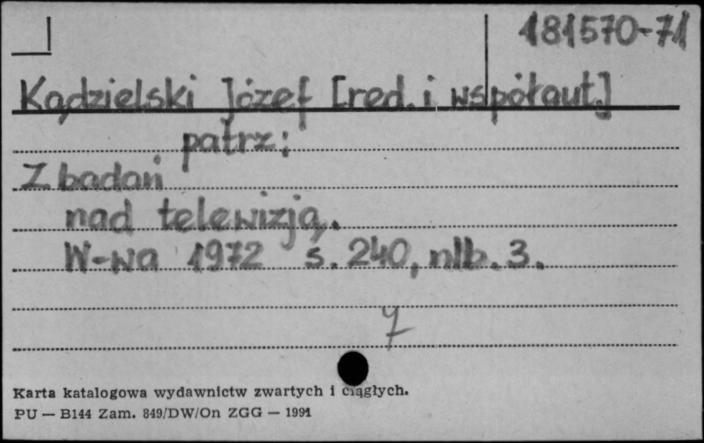 181570-71
Kądzielski Józef [red. i współaut.]
patrz:
Z badań
nad telewizją.
W-wa 1972 s. 240, nlb. 3.
Karta katalogowa wydawnictw zwartych i ciągłych.
PU — B144 Zam. 849/DW/On ZGG — 1991